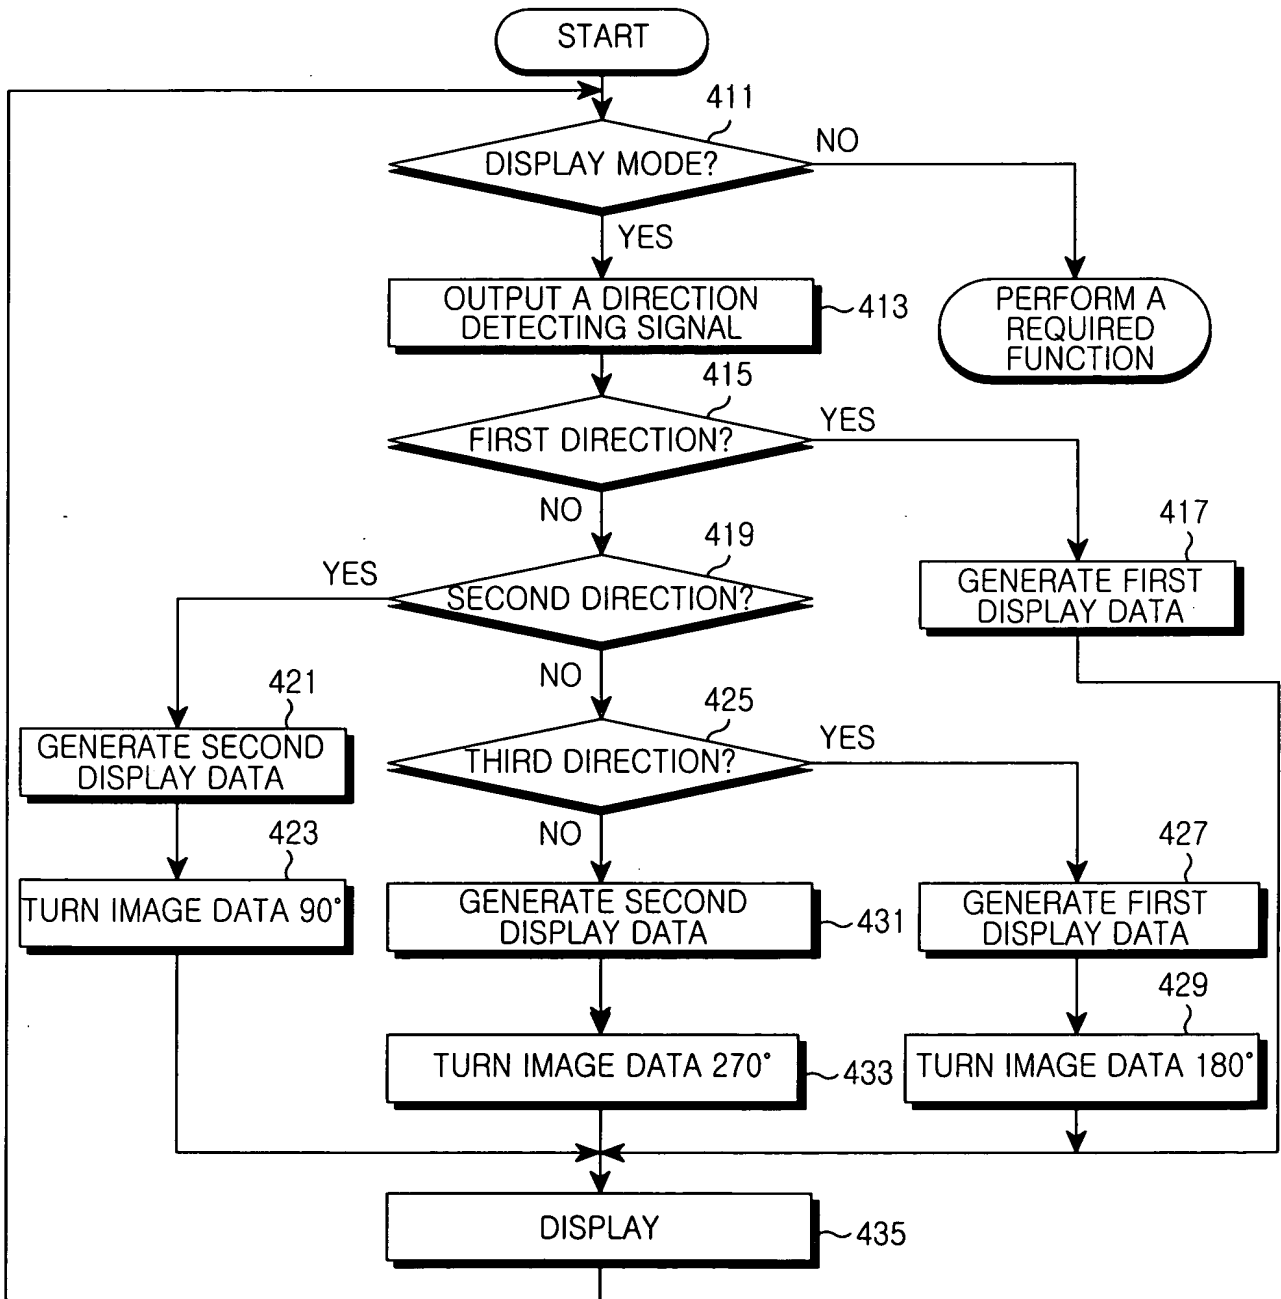 START
411
DISPLAY MODE?
NO
YES
OUTPUT A DIRECTION
DETECTING SIGNAL
413
PERFORM A
REQUIRED
FUNCTION
415
FIRST DIRECTION?
YES
NO
417
GENERATE FIRST
DISPLAY DATA
419
YES
SECOND DIRECTION?
NO
421
GENERATE SECOND
DISPLAY DATA
425
THIRD DIRECTION?
YES
NO
423
TURN IMAGE DATA 90°
GENERATE SECOND
DISPLAY DATA
431
427
GENERATE FIRST
DISPLAY DATA
429
TURN IMAGE DATA 270°
433
TURN IMAGE DATA 180°
DISPLAY
435